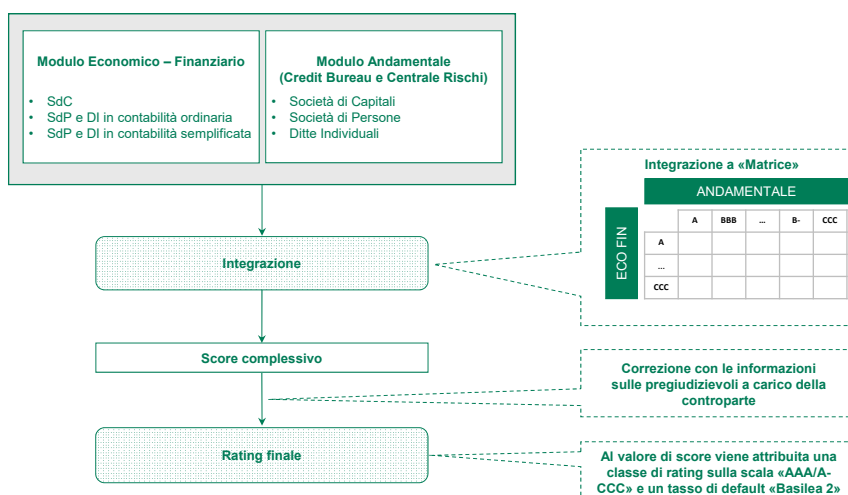 Modulo Economico – Finanziario
• SdC
• SdP e DI in contabilità ordinaria
• SdP e DI in contabilità semplificata
Modulo Andamentale
(Credit Bureau e Centrale Rischi)
• Società di Capitali
• Società di Persone
• Ditte Individuali
Integrazione a «Matrice»
ANDAMENTALE
ECO FIN
A BBB ... B- CCC
A
...
CCC
Integrazione
Score complessivo
Correzione con le informazioni
sulle pregiudizievoli a carico della
controparte
Rating finale
Al valore di score viene attribuita una
classe di rating sulla scala «AAA/A-
CCC» e un tasso di default «Basilea 2»